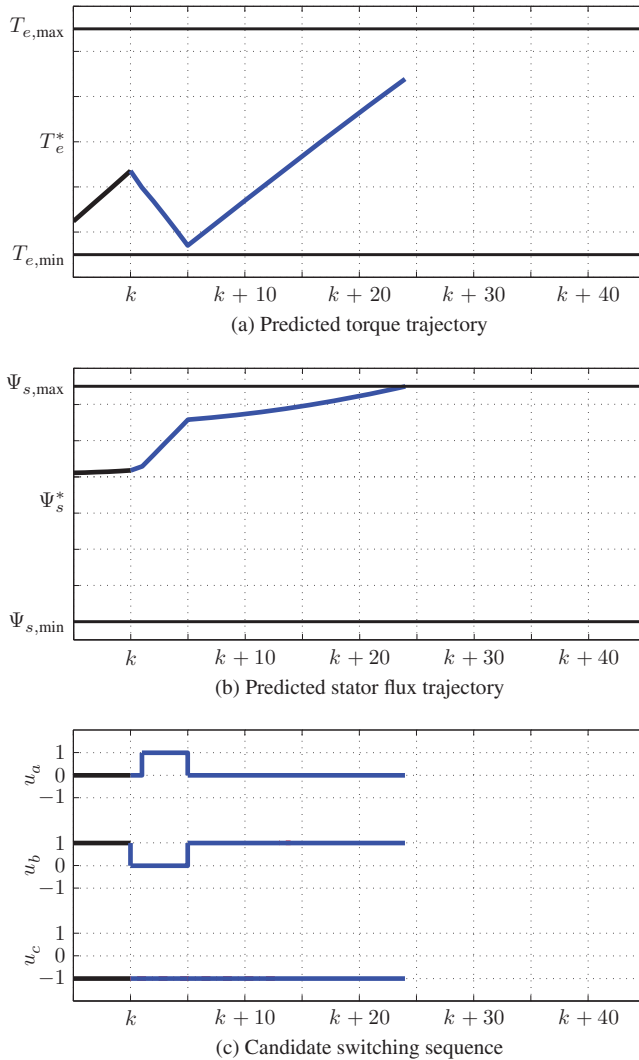 T_{e,max}
T_e^*
T_{e,min}
k k + 10 k + 20 k + 30 k + 40
(a) Predicted torque trajectory
Ψ_{s,max}
Ψ_s^*
Ψ_{s,min}
k k + 10 k + 20 k + 30 k + 40
(b) Predicted stator flux trajectory
1
u_a 0
−1
1
u_b 0
−1
1
u_c 0
−1
k k + 10 k + 20 k + 30 k + 40
(c) Candidate switching sequence